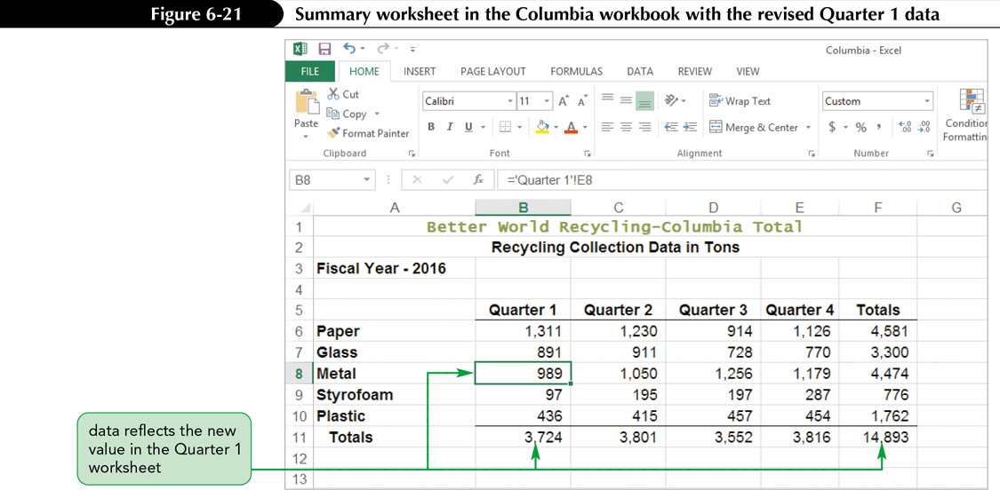 Figure 6-21 Summary worksheet in the Columbia workbook with the revised Quarter 1 data
Columbia - Excel
FILE HOME INSERT PAGE LAYOUT FORMULAS DATA REVIEW VIEW
Cut
Copy
Format Painter
Paste
Clipboard
Calibri 11 A A
B I U A
Font
Wrap Text
Merge & Center
Alignment
Custom
$ % , .0 .00 .00 .0
Number
Condition
Formattin
B8 fx ='Quarter 1'!E8
A B C D E F G
1 Better World Recycling-Columbia Total
2 Recycling Collection Data in Tons
3 Fiscal Year - 2016
4
5 Quarter 1 Quarter 2 Quarter 3 Quarter 4 Totals
6 Paper 1,311 1,230 914 1,126 4,581
7 Glass 891 911 728 770 3,300
8 Metal 989 1,050 1,256 1,179 4,474
9 Styrofoam 97 195 197 287 776
10 Plastic 436 415 457 454 1,762
11 Totals 3,724 3,801 3,552 3,816 14,893
12
13
data reflects the new
value in the Quarter 1
worksheet